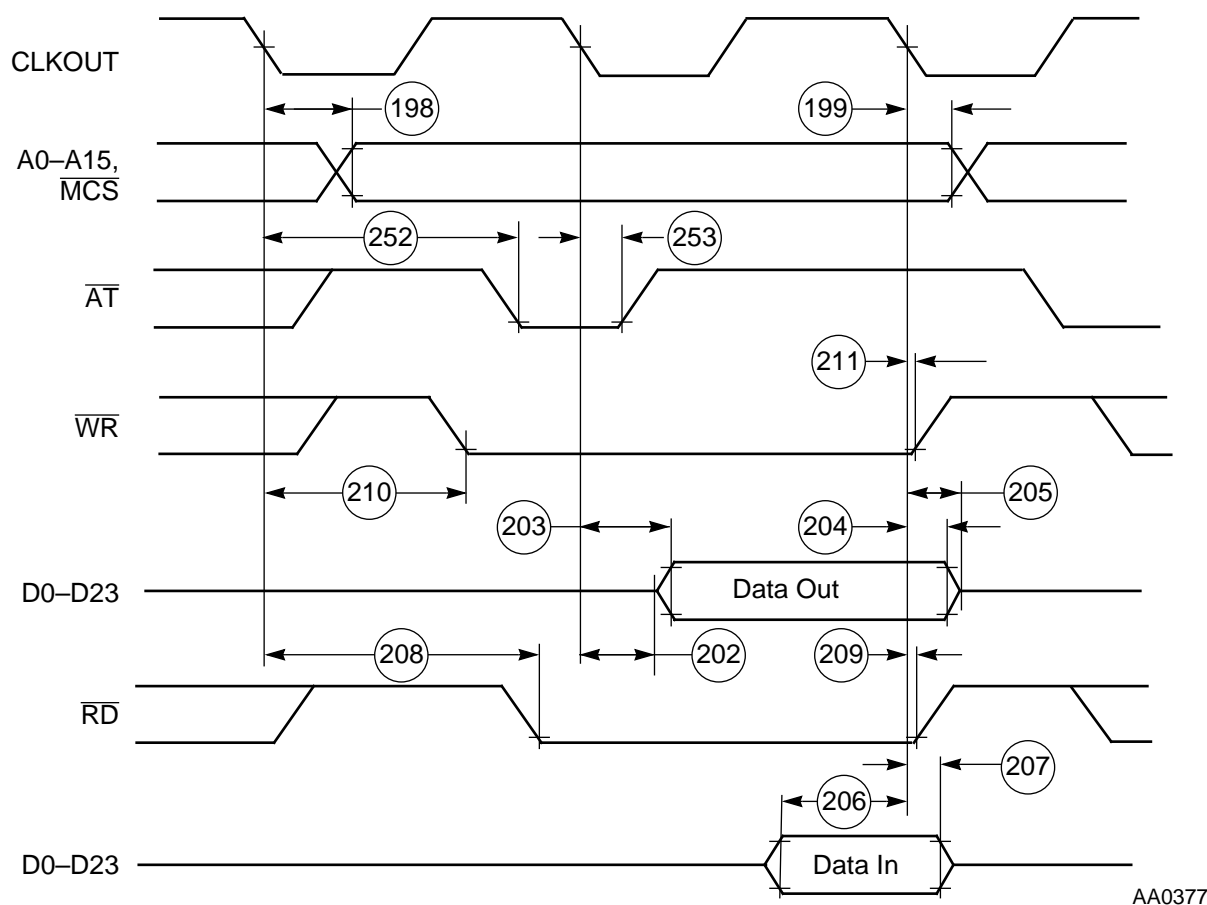 CLKOUT
198
199
A0–A15,
MCS
252
253
AT
211
WR
210
205
203
204
D0–D23
Data Out
208
202
209
RD
207
206
D0–D23
Data In
AA0377